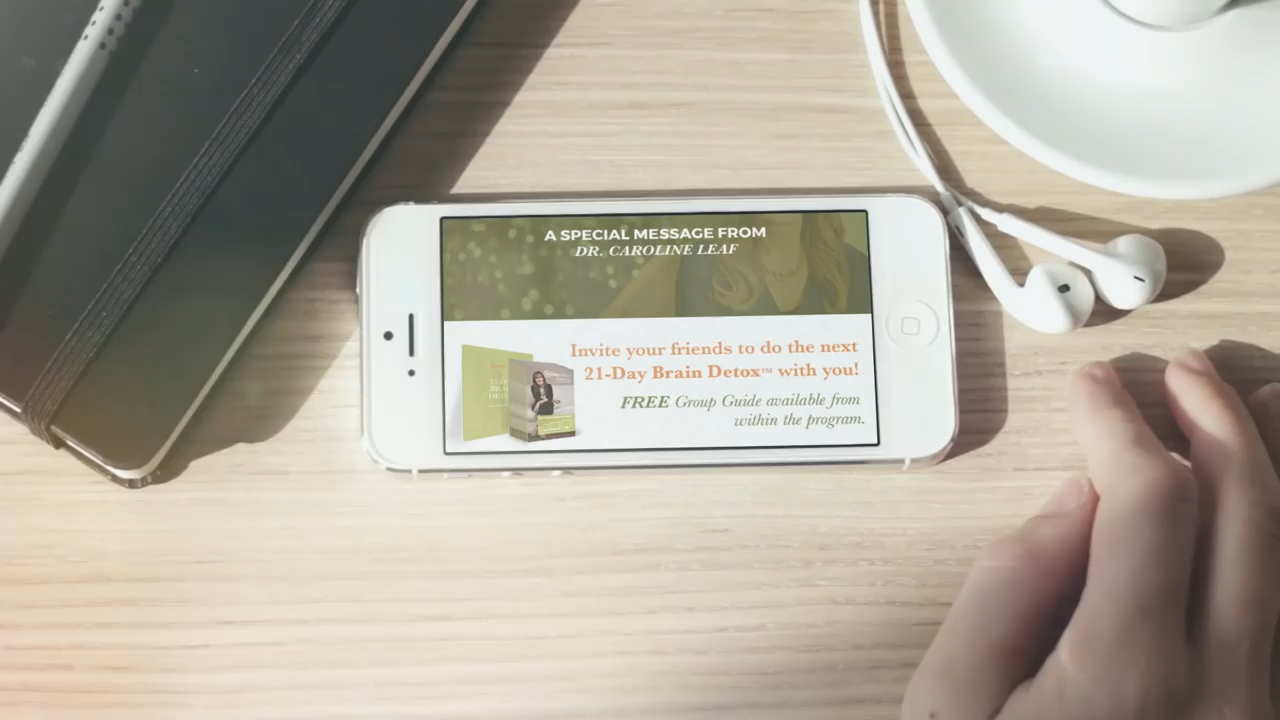 A SPECIAL MESSAGE FROM
DR. CAROLINE LEAF
Invite your friends to do the next
21-Day Brain Detox™ with you!
FREE Group Guide available from
within the program.